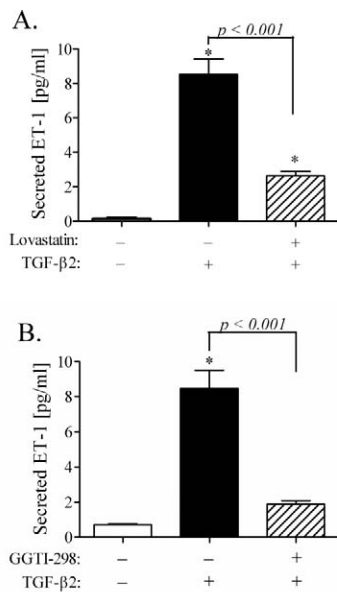 A.
p < 0.001
Secreted ET-1 [pg/ml]
10
8
6
4
2
0
*
*
Lovastatin: – – +
TGF-β2: – + +
B.
p < 0.001
Secreted ET-1 [pg/ml]
10
8
6
4
2
0
*
GGTI-298: – – +
TGF-β2: – + +